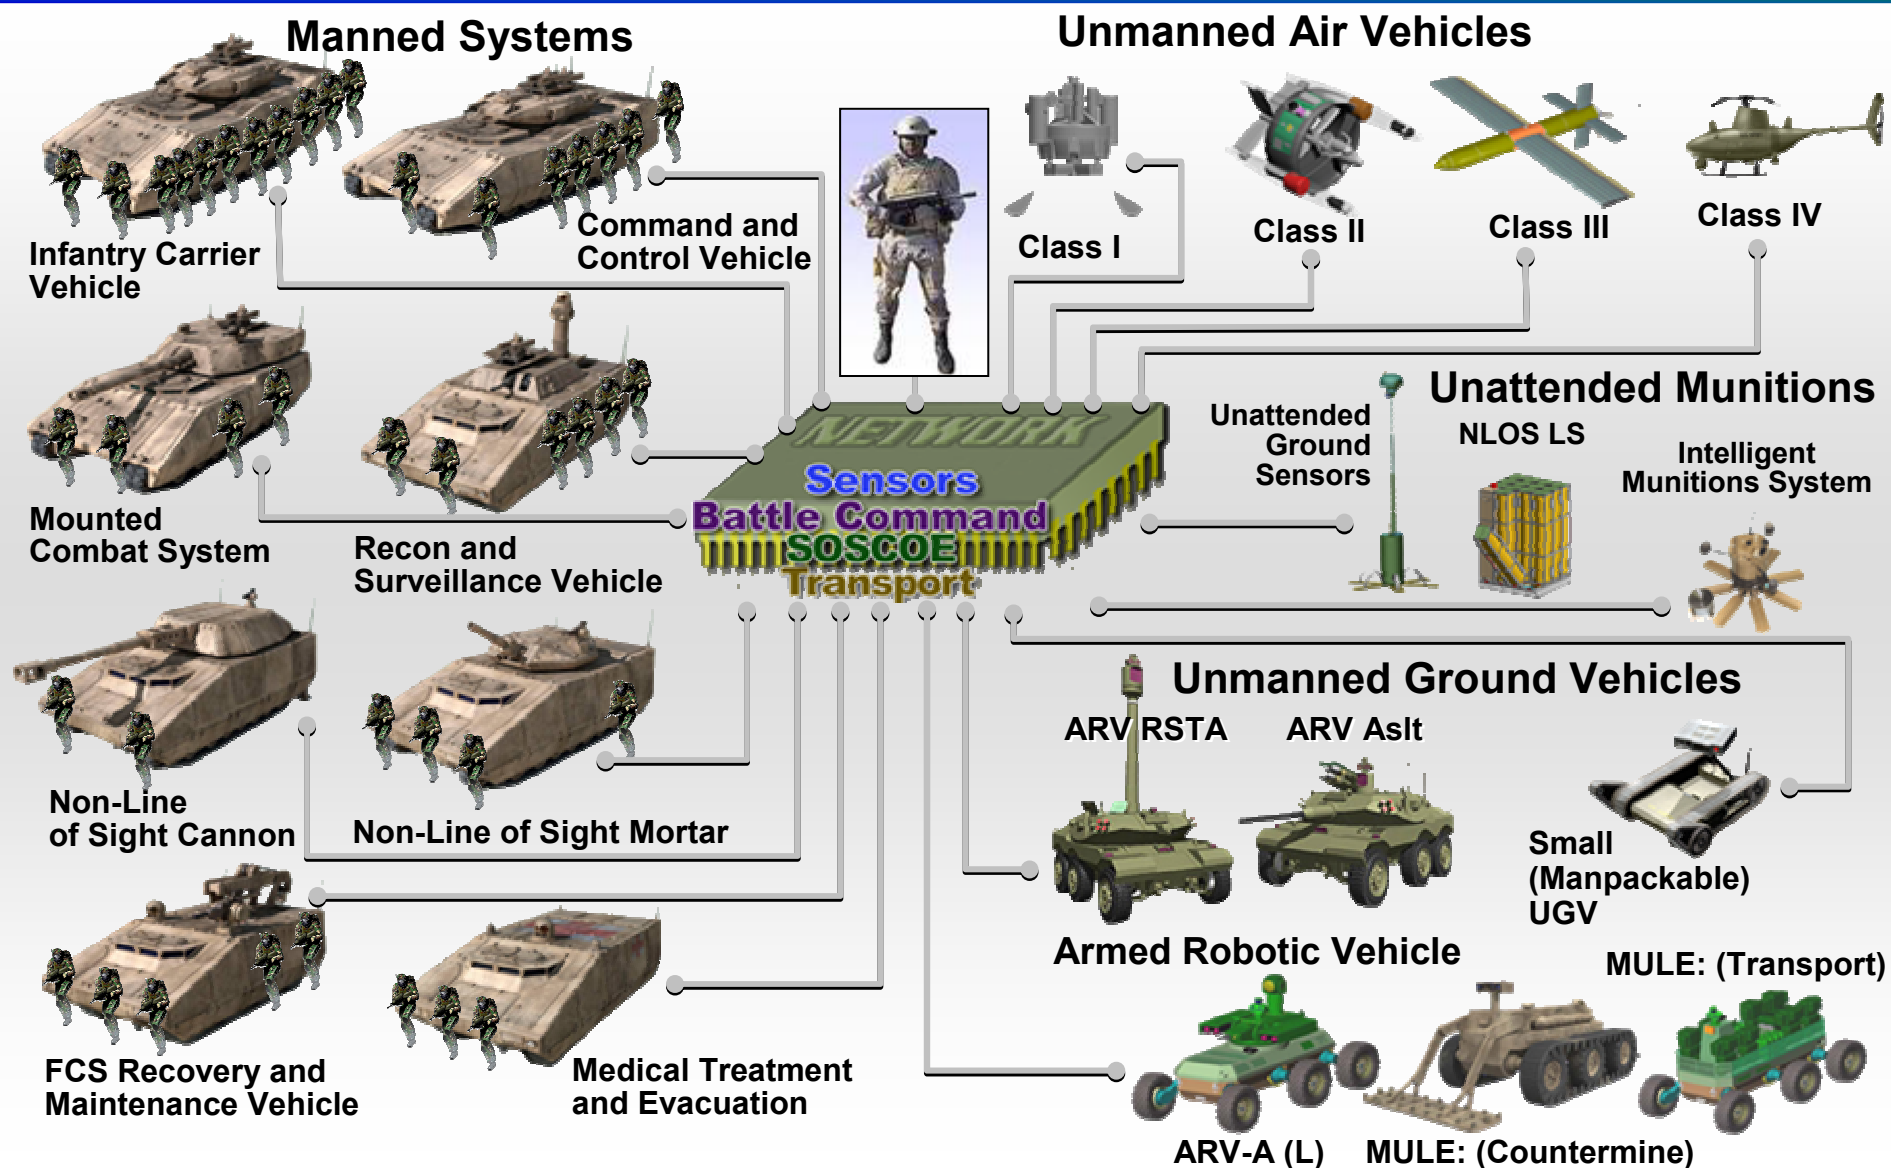 Manned Systems
Unmanned Air Vehicles
Infantry Carrier
Vehicle
Command and
Control Vehicle
Class I
Class II
Class III
Class IV
Mounted
Combat System
Recon and
Surveillance Vehicle
NETWORK
Sensors
Battle Command
SOSCOE
Transport
Unattended
Ground
Sensors
Unattended Munitions
NLOS LS
Intelligent
Munitions System
Non-Line
of Sight Cannon
Non-Line of Sight Mortar
Unmanned Ground Vehicles
ARV RSTA
ARV Aslt
Small
(Manpackable)
UGV
Armed Robotic Vehicle
FCS Recovery and
Maintenance Vehicle
Medical Treatment
and Evacuation
MULE: (Transport)
ARV-A (L)
MULE: (Countermine)